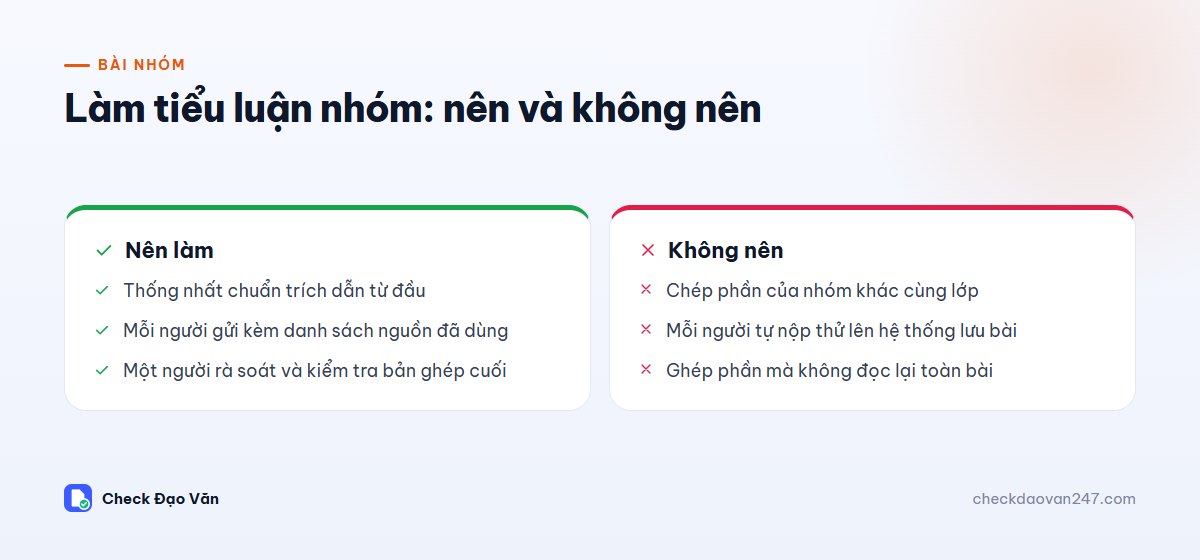 BÀI NHÓM
Làm tiểu luận nhóm: nên và không nên
Nên làm
Thống nhất chuẩn trích dẫn từ đầu
Mỗi người gửi kèm danh sách nguồn đã dùng
Một người rà soát và kiểm tra bản ghép cuối
Không nên
Chép phần của nhóm khác cùng lớp
Mỗi người tự nộp thử lên hệ thống lưu bài
Ghép phần mà không đọc lại toàn bài
Check Đạo Văn
checkdaovan247.com